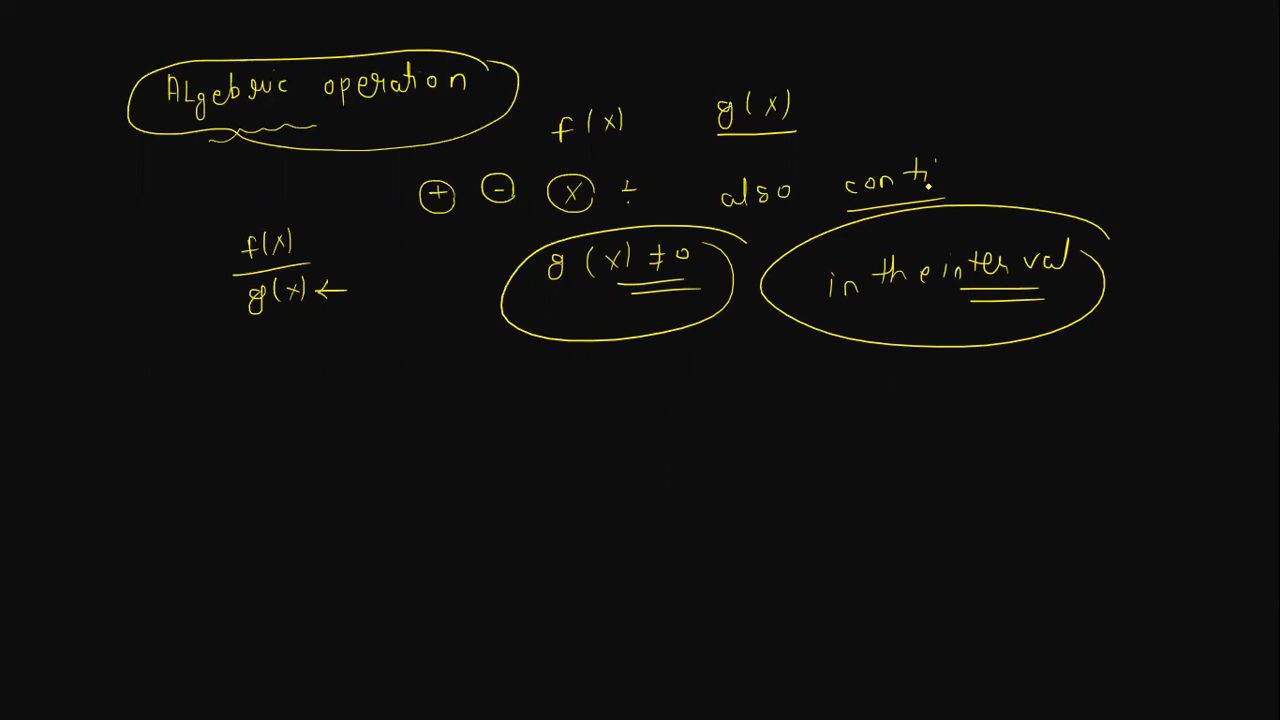 Algebric operation
f(x) g(x)
+ - x ÷ also conti
f(x)
g(x) ←
g(x) ≠ 0 in the interval